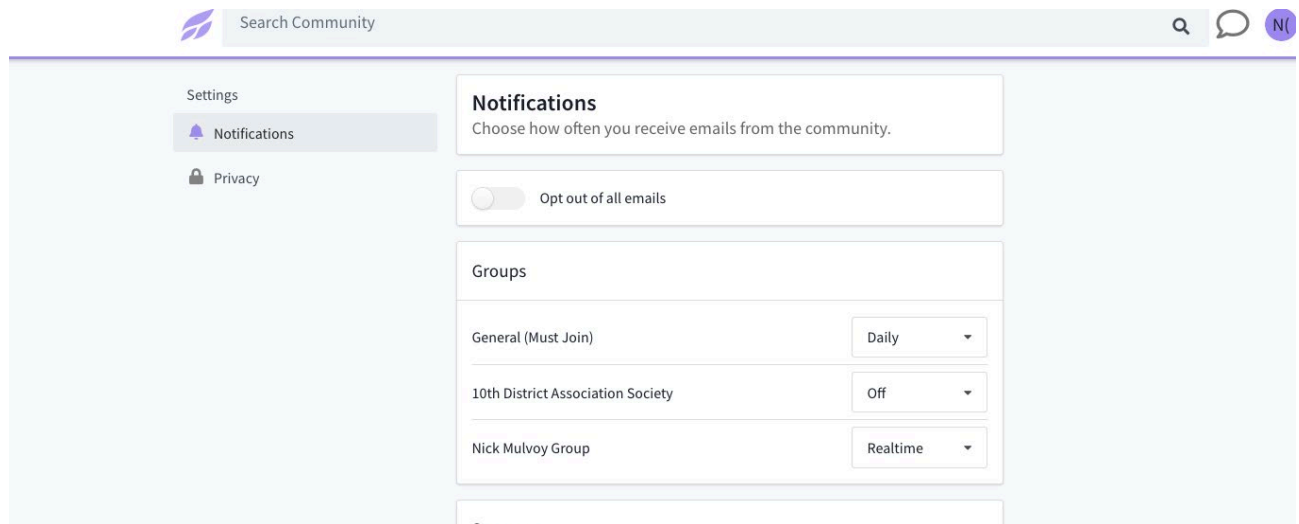 Search Community
N(
Settings
Notifications
Privacy
Notifications
Choose how often you receive emails from the community.
Opt out of all emails
Groups
General (Must Join)
Daily
10th District Association Society
Off
Nick Mulvoy Group
Realtime